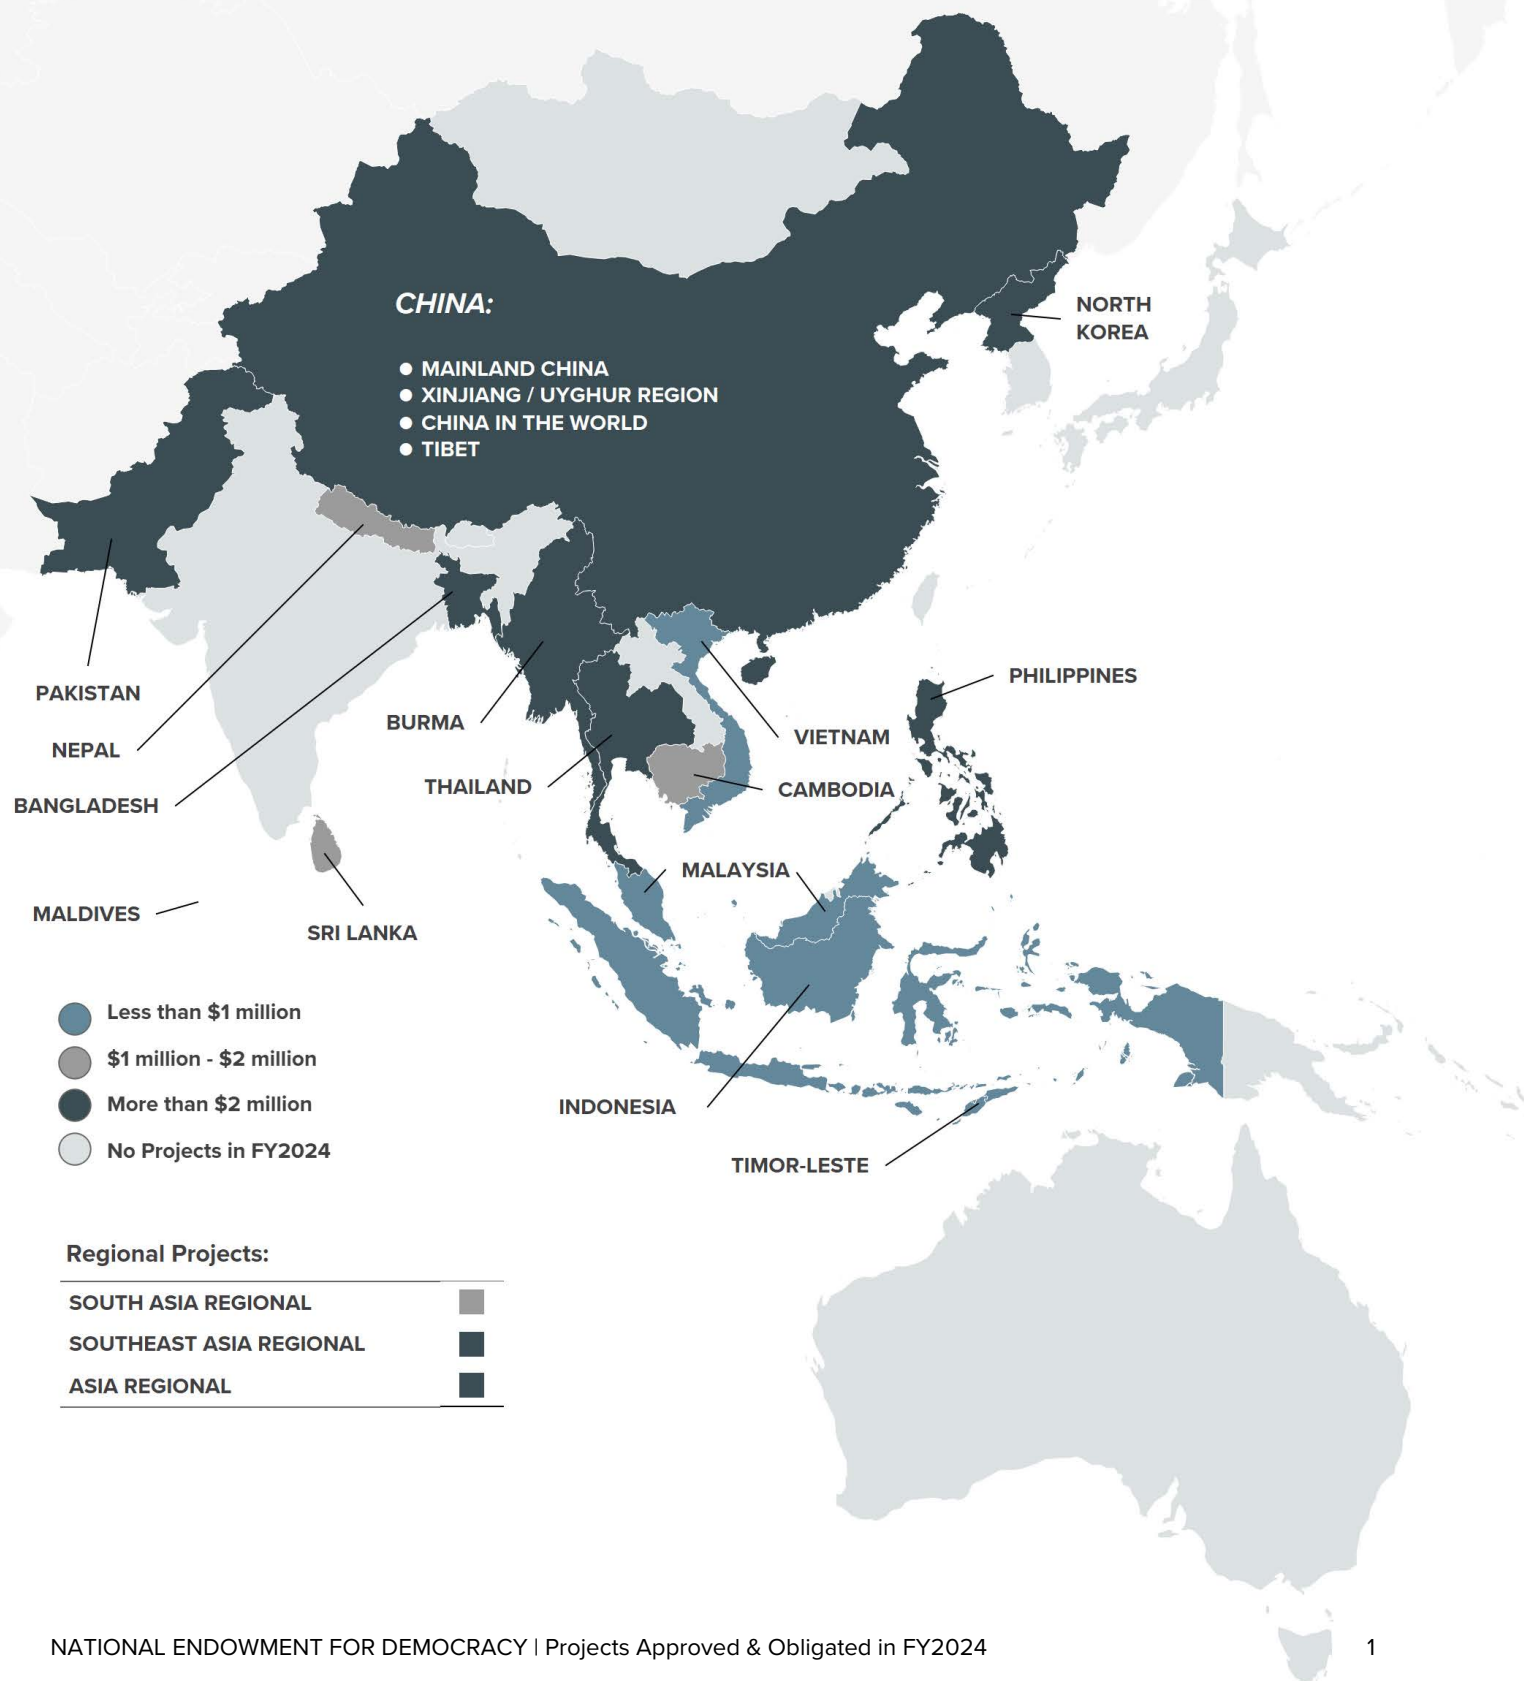 CHINA:
● MAINLAND CHINA
● XINJIANG / UYGHUR REGION
● CHINA IN THE WORLD
● TIBET
NORTH
KOREA
PAKISTAN
NEPAL
BANGLADESH
BURMA
THAILAND
PHILIPPINES
VIETNAM
CAMBODIA
MALAYSIA
MALDIVES
SRI LANKA
INDONESIA
TIMOR-LESTE
Less than $1 million
$1 million - $2 million
More than $2 million
No Projects in FY2024
Regional Projects:
SOUTH ASIA REGIONAL
SOUTHEAST ASIA REGIONAL
ASIA REGIONAL
NATIONAL ENDOWMENT FOR DEMOCRACY | Projects Approved & Obligated in FY2024 1